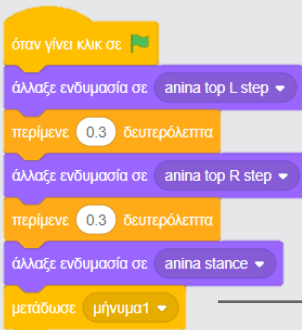 όταν γίνει κλικ σε
άλλαξε ενδυμασία σε anina top L step
περίμενε 0.3 δευτερόλεπτα
άλλαξε ενδυμασία σε anina top R step
περίμενε 0.3 δευτερόλεπτα
άλλαξε ενδυμασία σε anina stance
μετάδωσε μήνυμα1